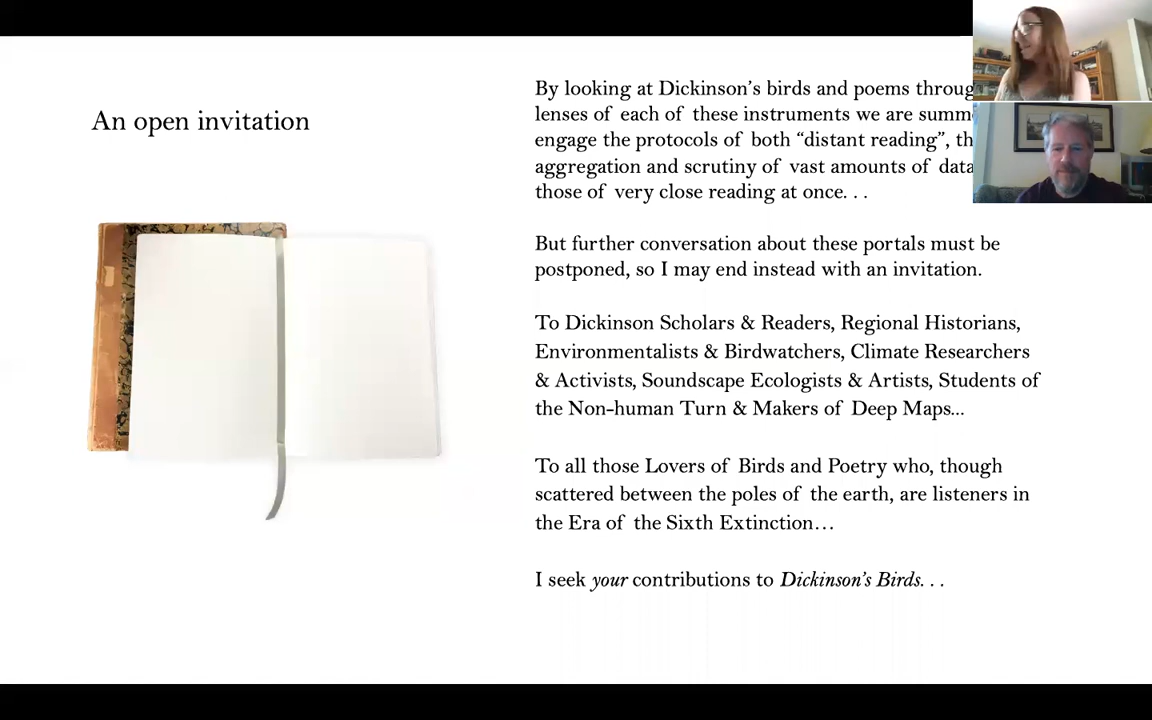 An open invitation
By looking at Dickinson's birds and poems
lenses of each of these instruments we are
engage the protocols of both “distant reading”,
aggregation and scrutiny of vast amounts of data
those of very close reading at once. . .
But further conversation about these portals must be
postponed, so I may end instead with an invitation.
To Dickinson Scholars & Readers, Regional Historians,
Environmentalists & Birdwatchers, Climate Researchers
& Activists, Soundscape Ecologists & Artists, Students of
the Non-human Turn & Makers of Deep Maps...
To all those Lovers of Birds and Poetry who, though
scattered between the poles of the earth, are listeners in
the Era of the Sixth Extinction…
I seek your contributions to Dickinson's Birds. . .